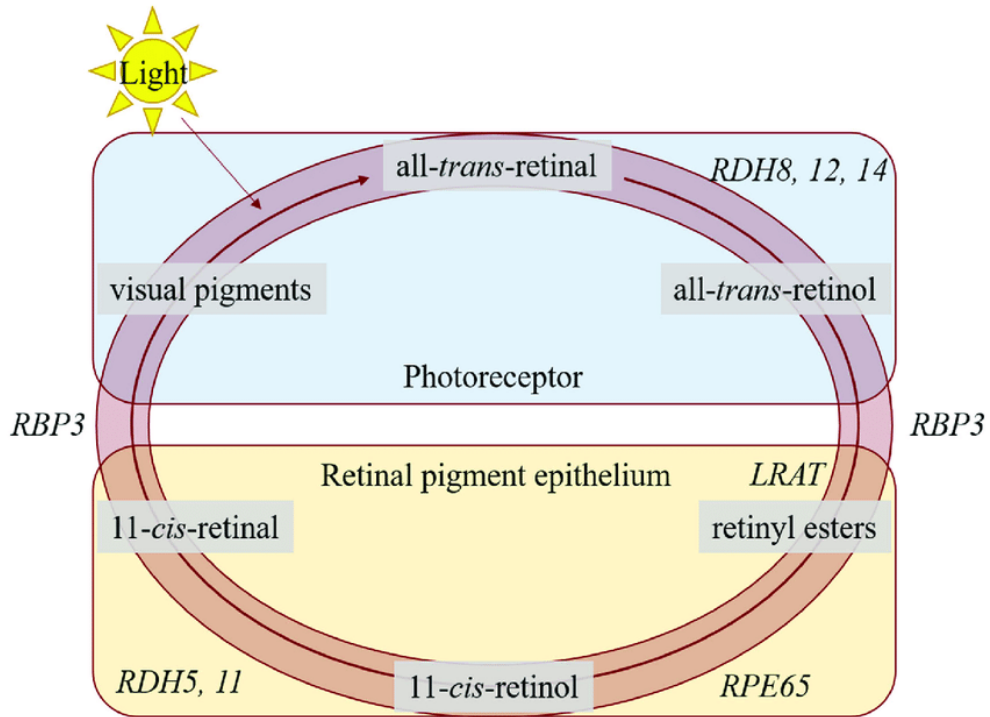 Light
all-trans-retinal
RDH8, 12, 14
visual pigments
all-trans-retinol
Photoreceptor
RBP3
RBP3
Retinal pigment epithelium
LRAT
11-cis-retinal
retinyl esters
RDH5, 11
11-cis-retinol
RPE65